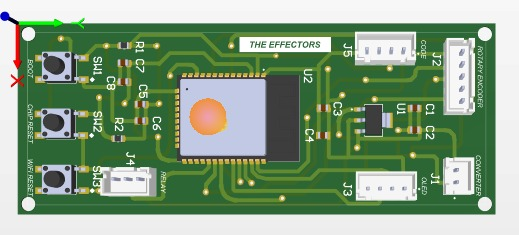 THE EFFECTORS
BOOT
SW1
R1
C7
C8
C5
CHIP RESET
SW2
R2
C6
WIFI RESET
SW3
J4
RELAY
U2
C3
C4
J5
CODE
J2
ROTARY ENCODER
U1
C1
C2
J3
OLED
J1
CONVERTER
Y
X